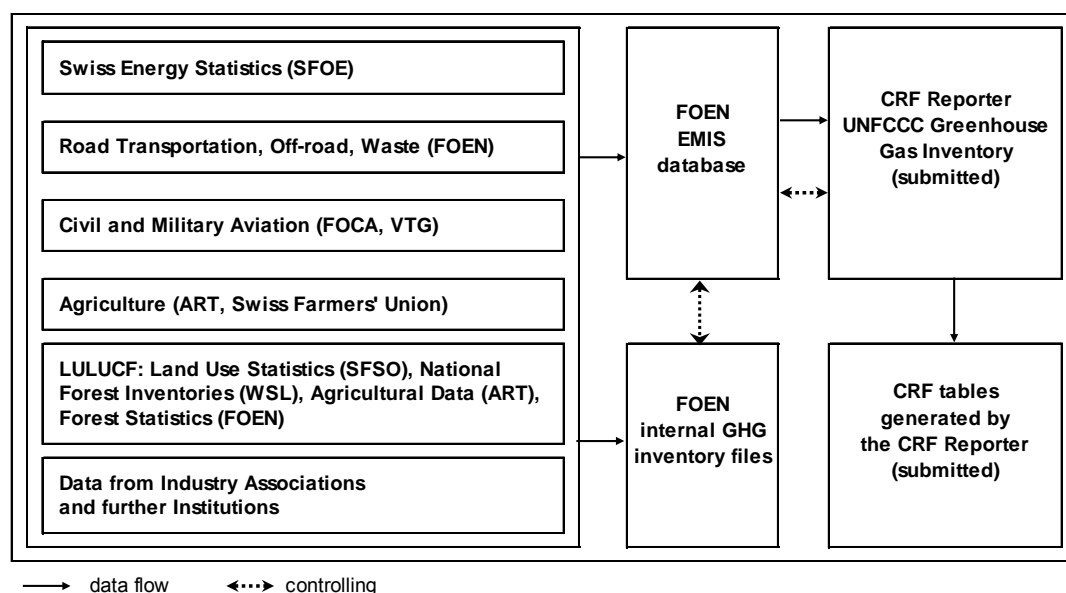 Swiss Energy Statistics (SFOE)
Road Transportation, Off-road, Waste (FOEN)
Civil and Military Aviation (FOCA, VTG)
Agriculture (ART, Swiss Farmers' Union)
LULUCF: Land Use Statistics (SFSO), National
Forest Inventories (WSL), Agricultural Data (ART),
Forest Statistics (FOEN)
Data from Industry Associations
and further Institutions
FOEN
EMIS
database
FOEN
internal GHG
inventory files
CRF Reporter
UNFCCC Greenhouse
Gas Inventory
(submitted)
CRF tables
generated by
the CRF Reporter
(submitted)
data flow
controlling